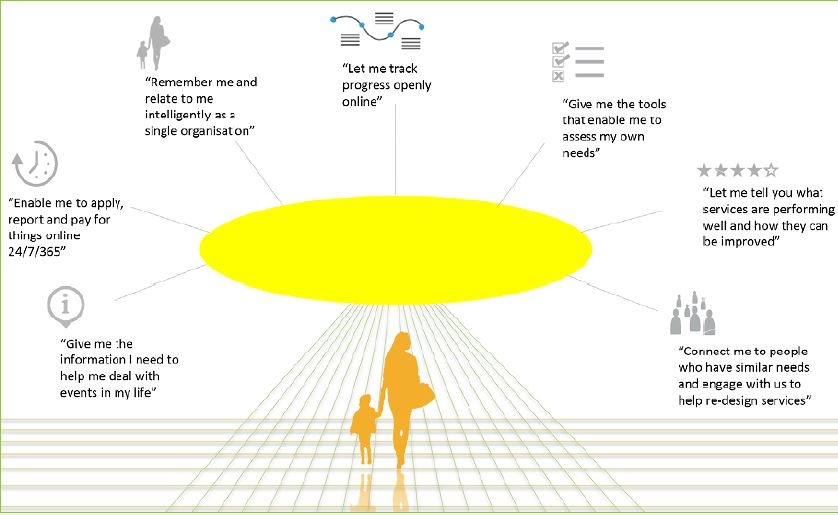 “Remember me and
relate to me
intelligently as a
single organisation”
“Let me track
progress openly
online”
“Give me the tools
that enable me to
assess my own
needs”
“Enable me to apply,
report and pay for
things online
24/7/365”
“Let me tell you what
services are performing
well and how they can
be improved”
i
“Give me the
information I need to
help me deal with
events in my life”
“Connect me to people
who have similar needs
and engage with us to
help re-design services”